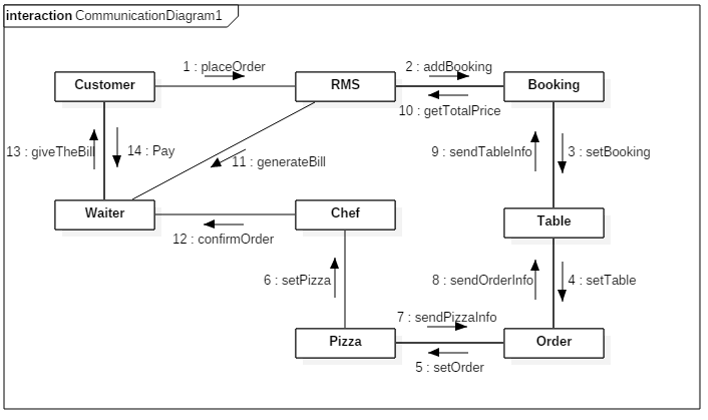 interaction CommunicationDiagram1
1 : placeOrder
2 : addBooking
Customer
RMS
Booking
10 : getTotalPrice
13 : giveTheBill
14 : Pay
11 : generateBill
9 : sendTableInfo
3 : setBooking
Waiter
Chef
Table
12 : confirmOrder
6 : setPizza
8 : sendOrderInfo
4 : setTable
7 : sendPizzaInfo
Pizza
Order
5 : setOrder